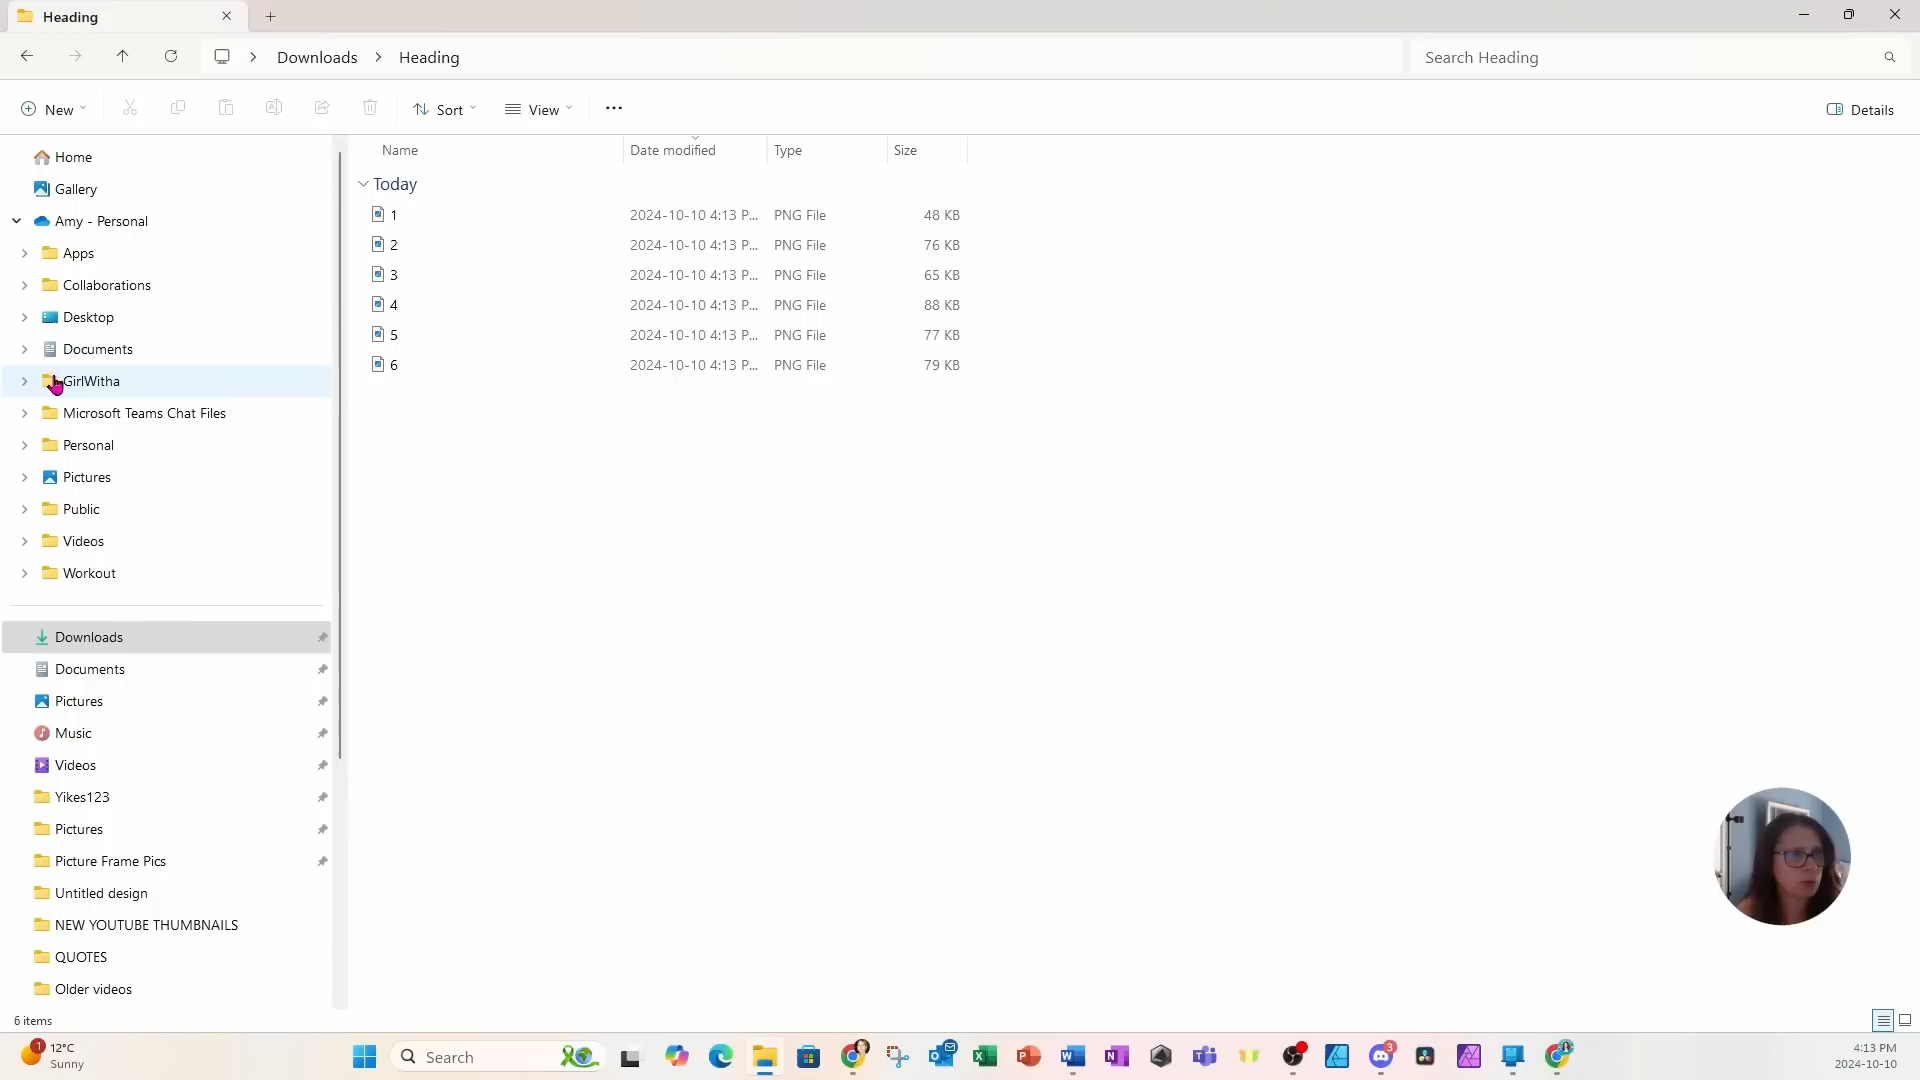 Heading
Downloads
Heading
Search Heading
New
Sort
View
Details
Name
Date modified
Type
Size
Home
Gallery
Amy - Personal
Apps
Collaborations
Desktop
Documents
GirlWitha
Microsoft Teams Chat Files
Personal
Pictures
Public
Videos
Workout
Downloads
Documents
Pictures
Music
Videos
Yikes123
Pictures
Picture Frame Pics
Untitled design
NEW YOUTUBE THUMBNAILS
QUOTES
Older videos
Today
1 2024-10-10 4:13 P... PNG File 48 KB
2 2024-10-10 4:13 P... PNG File 76 KB
3 2024-10-10 4:13 P... PNG File 65 KB
4 2024-10-10 4:13 P... PNG File 88 KB
5 2024-10-10 4:13 P... PNG File 77 KB
6 2024-10-10 4:13 P... PNG File 79 KB
6 items
1
12°C
Sunny
Search
3
4:13 PM
2024-10-10